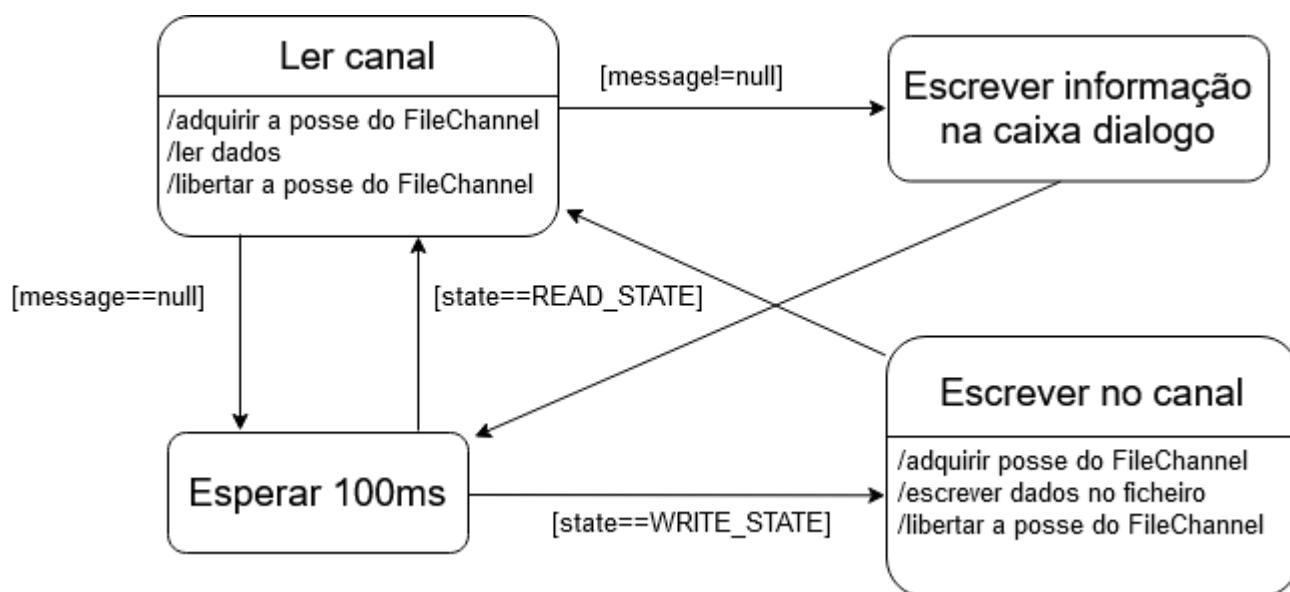 Ler canal
/adquirir a posse do FileChannel
/ler dados
/libertar a posse do FileChannel
[message!=null]
Escrever informação
na caixa dialogo
[message==null]
[state==READ_STATE]
Esperar 100ms
[state==WRITE_STATE]
Escrever no canal
/adquirir posse do FileChannel
/escrever dados no ficheiro
/libertar a posse do FileChannel